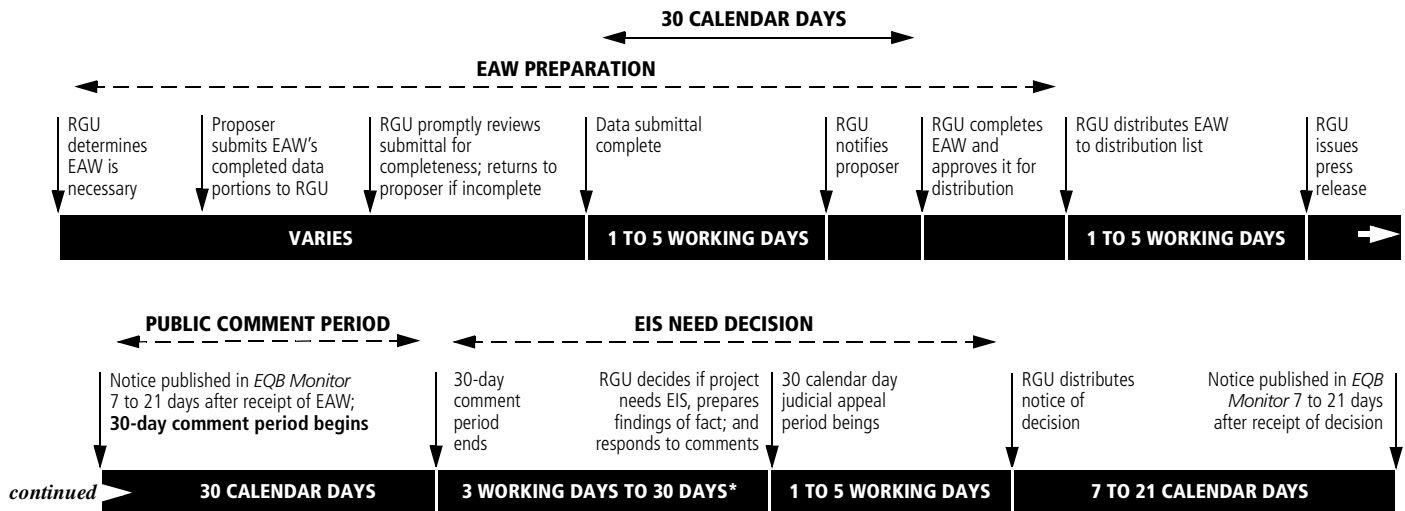 30 CALENDAR DAYS
EAW PREPARATION
RGU
determines
EAW is
necessary
Proposer
submits EAW's
completed data
portions to RGU
RGU promptly reviews
submittal for
completeness; returns to
proposer if incomplete
Data submittal
complete
RGU
notifies
proposer
RGU completes
EAW and
approves it for
distribution
RGU distributes EAW
to distribution list
RGU
issues
press
release
VARIES
1 TO 5 WORKING DAYS
1 TO 5 WORKING DAYS
PUBLIC COMMENT PERIOD
EIS NEED DECISION
Notice published in EQB Monitor
7 to 21 days after receipt of EAW;
30-day comment period begins
30-day
comment
period
ends
RGU decides if project
needs EIS, prepares
findings of fact; and
responds to comments
30 calendar day
judicial appeal
period beings
RGU distributes
notice of
decision
Notice published in EQB
Monitor 7 to 21 days
after receipt of decision
continued
30 CALENDAR DAYS
3 WORKING DAYS TO 30 DAYS*
1 TO 5 WORKING DAYS
7 TO 21 CALENDAR DAYS